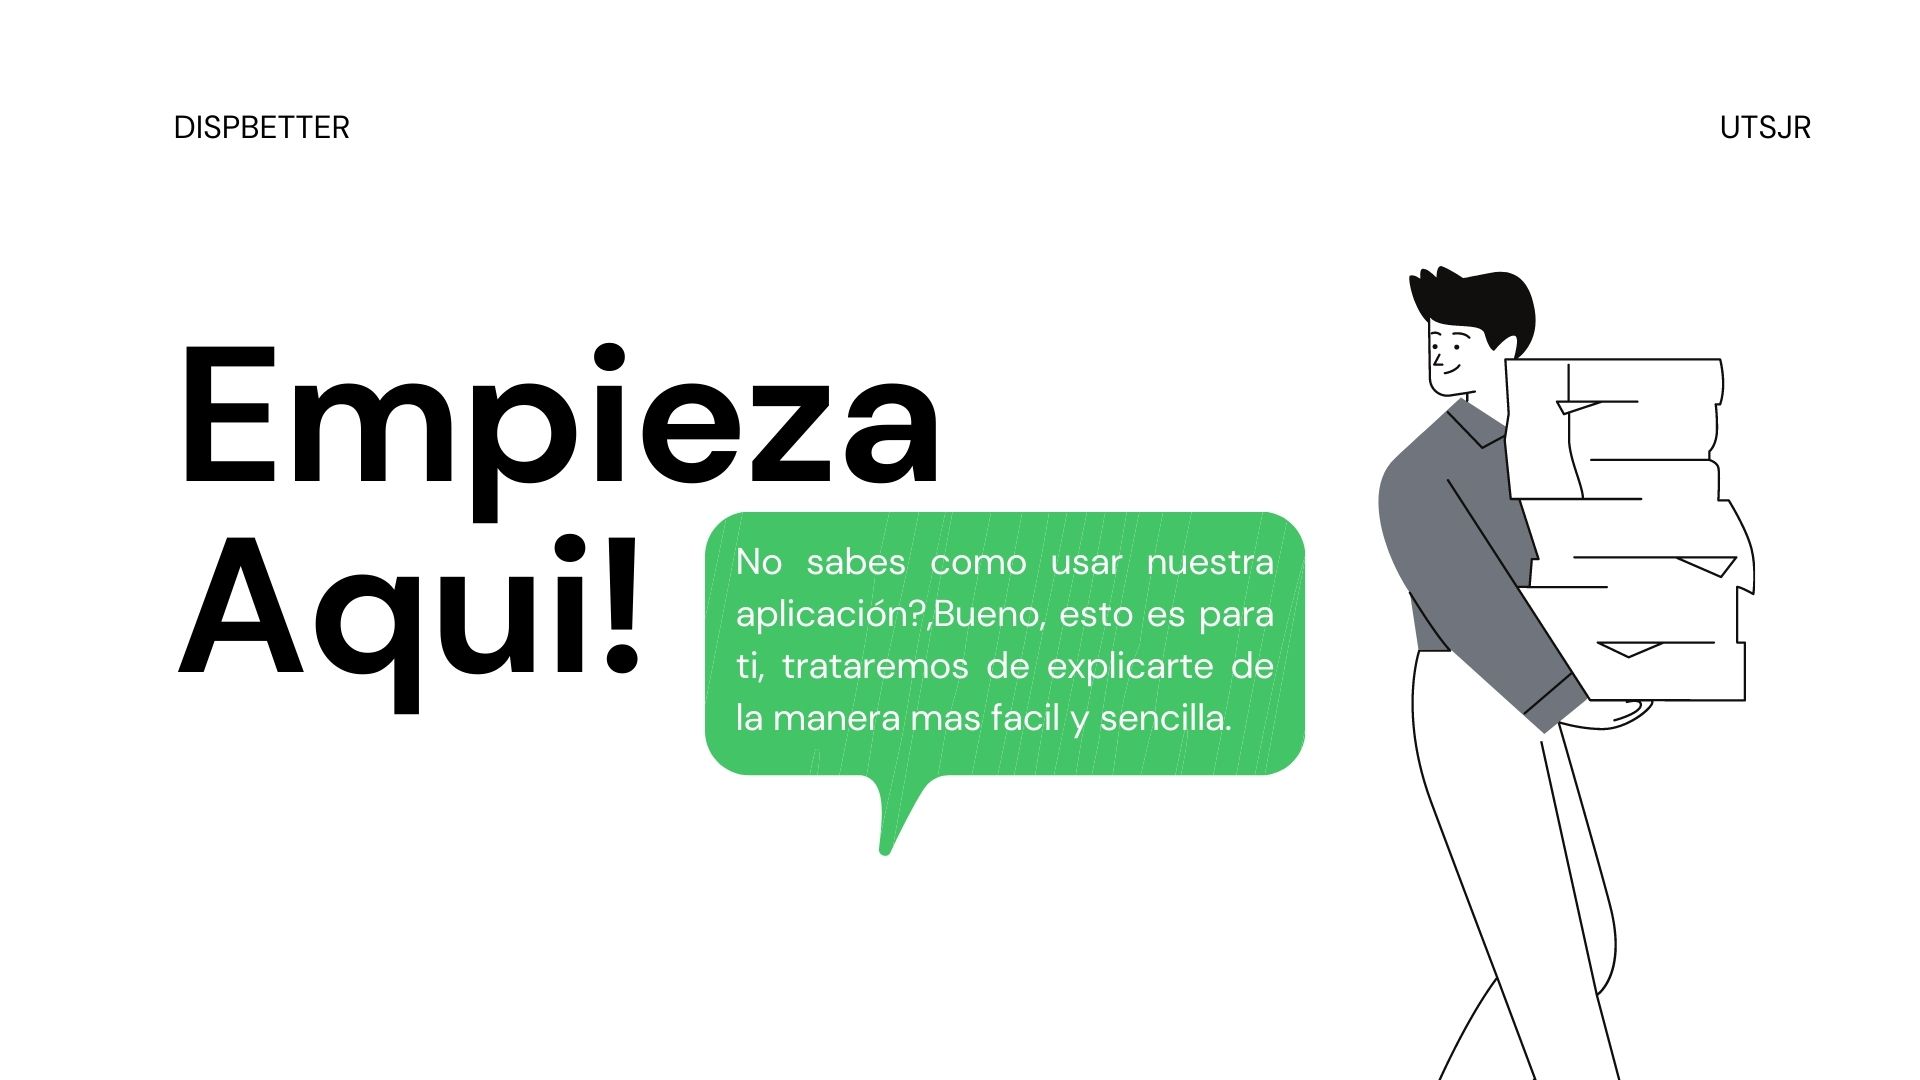 DISPBETTER
UTSJR
Empieza
Aqui!
No sabes como usar nuestra
aplicación?,Bueno, esto es para
ti, trataremos de explicarte de
la manera mas facil y sencilla.